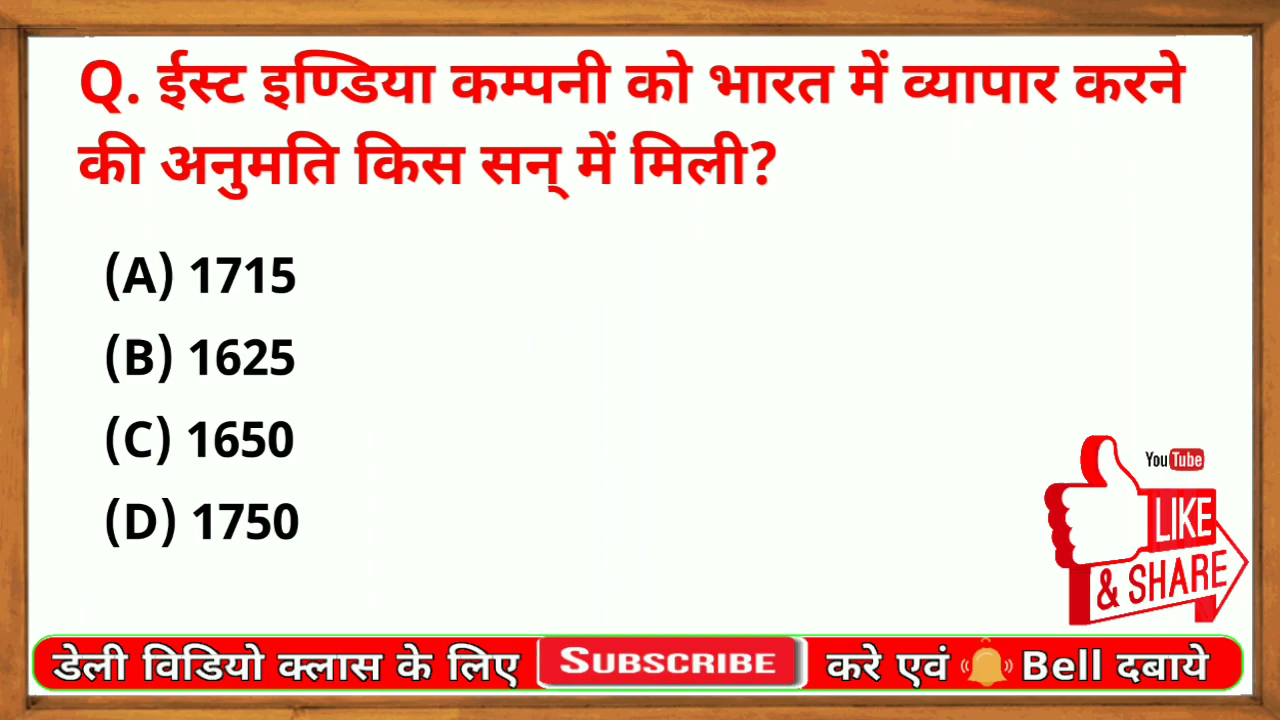 Q. ईस्ट इण्डिया कम्पनी को भारत में व्यापार करने
की अनुमति किस सन् में मिली?
(A) 1715
(B) 1625
(C) 1650
(D) 1750
YouTube
LIKE
& SHARE
डेली विडियो क्लास के लिए SUBSCRIBE करे एवं Bell दबाये